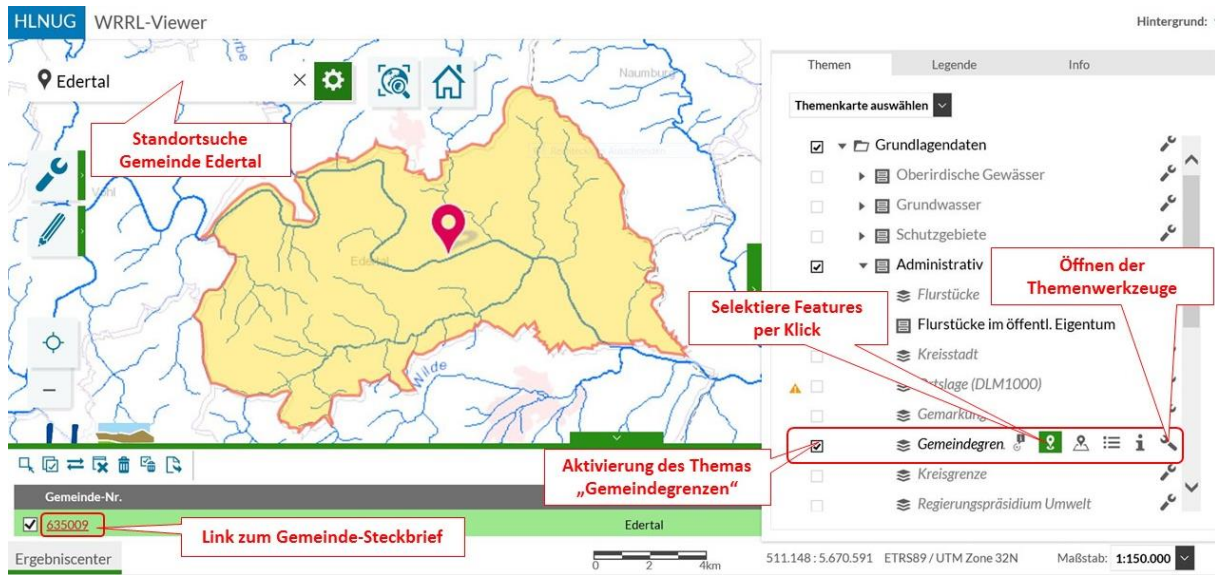 HLNUG WRRL-Viewer
Hintergrund:
Edertal
Standortsuche
Gemeinde Edertal
Naumburg
Edertal
Wilde
Themen Legende Info
Themenkarte auswählen
Grundlagendaten
Oberirdische Gewässer
Grundwasser
Schutzgebiete
Administrativ
Öffnen der
Themenwerkzeuge
Flurstücke
Selektiere Features
per Klick
Flurstücke im öffentl. Eigentum
Kreisstadt
Ortslage (DLM1000)
Gemarkung
Gemeindegren.
Aktivierung des Themas
„Gemeindegrenzen“
Kreisgrenze
Regierungspräsidium Umwelt
Gemeinde-Nr.
635009 Edertal
Link zum Gemeinde-Steckbrief
Ergebniscenter
0 2 4km
511.148 : 5.670.591 ETRS89 / UTM Zone 32N Maßstab: 1:150.000